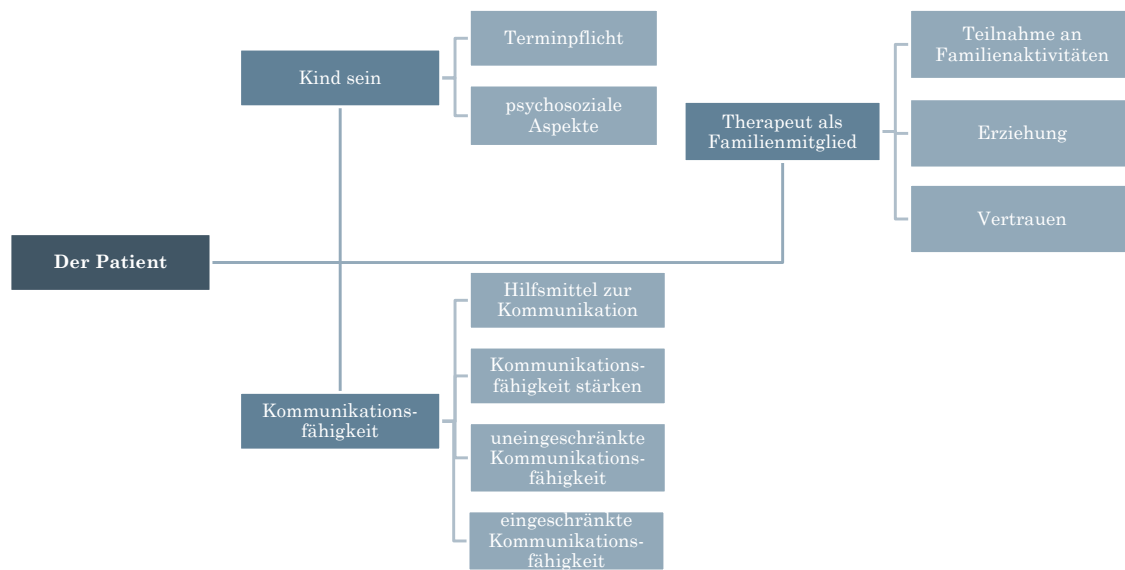 Der Patient
Kind sein
Terminpflicht
psychosoziale
Aspekte
Therapeut als
Familienmitglied
Teilnahme an
Familienaktivitäten
Erziehung
Vertrauen
Kommunikations-
fähigkeit
Hilfsmittel zur
Kommunikation
Kommunikations-
fähigkeit stärken
uneingeschränkte
Kommunikations-
fähigkeit
eingeschränkte
Kommunikations-
fähigkeit